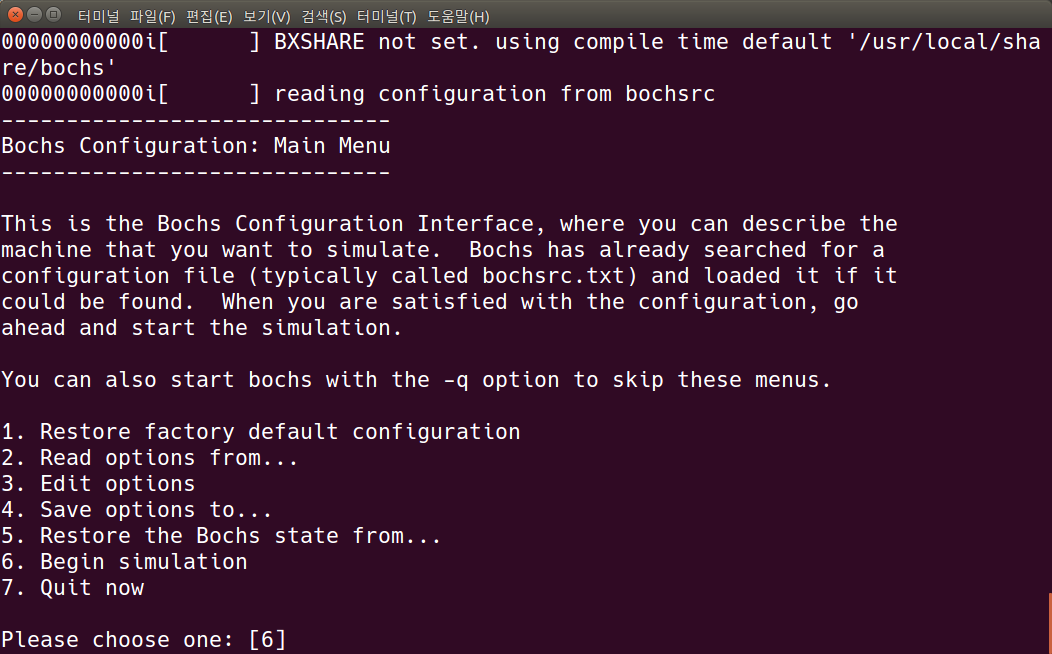 터미널 파일(F) 편집(E) 보기(V) 검색(S) 터미널(T) 도움말(H)
00000000000i[      ] BXSHARE not set. using compile time default '/usr/local/sha
re/bochs'
00000000000i[      ] reading configuration from bochsrc
------------------------------
Bochs Configuration: Main Menu
------------------------------
This is the Bochs Configuration Interface, where you can describe the
machine that you want to simulate.  Bochs has already searched for a
configuration file (typically called bochsrc.txt) and loaded it if it
could be found.  When you are satisfied with the configuration, go
ahead and start the simulation.
You can also start bochs with the -q option to skip these menus.
1. Restore factory default configuration
2. Read options from...
3. Edit options
4. Save options to...
5. Restore the Bochs state from...
6. Begin simulation
7. Quit now
Please choose one: [6]